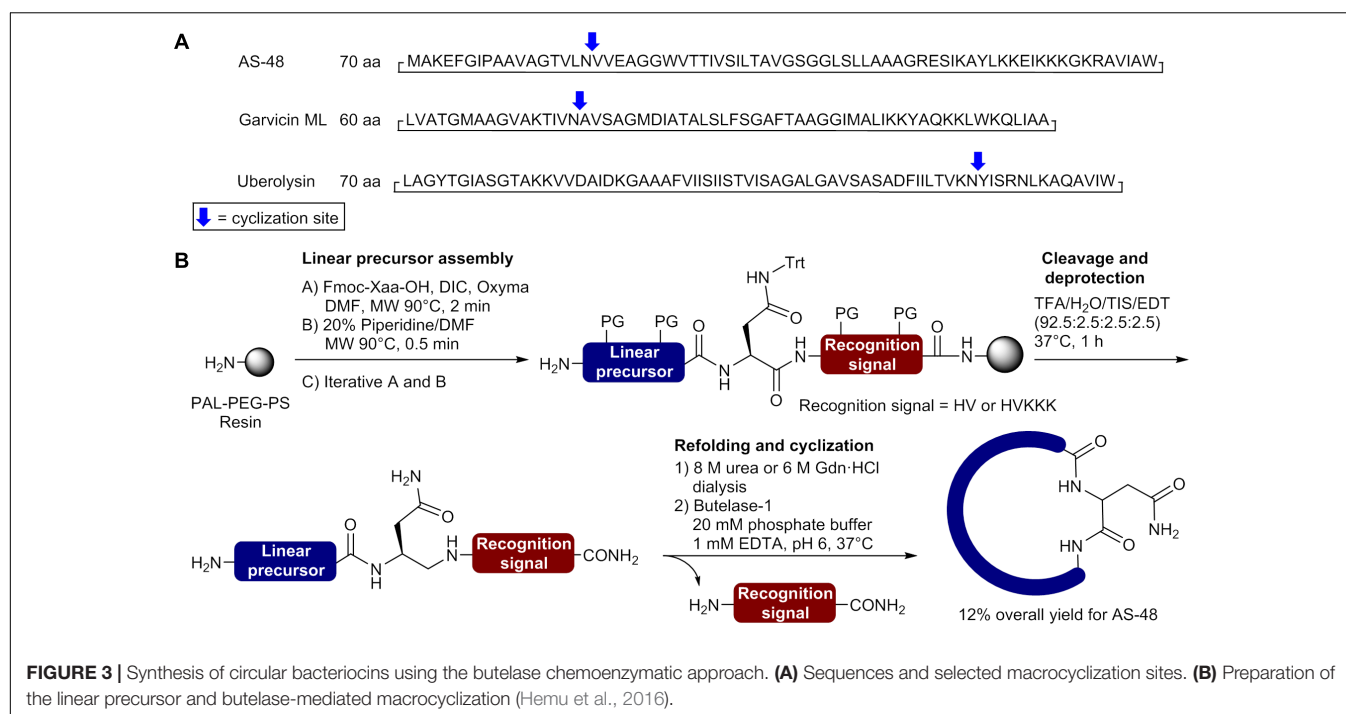 A
AS-48 70 aa MAKEFGIPAAVAGTVLNVVEAGGWVTTIVSILTAVGSGGLSLLAAAGRESIKAYLKKEIKKKGKRAVIAW
Garvicin ML 60 aa LVATGMAAGVAKTIVNAVSAGMDIATALSLFSGAFTAAGGIMALIKKYAQKKLWKQLIAA
Uberolysin 70 aa LAGYTGIASGTAKKVVDAIDKGAAAFVIISIISTVISAGALGAVSASADFIILTVKNYISRNLKAQAVIW
= cyclization site
B
Linear precursor assembly
A) Fmoc-Xaa-OH, DIC, Oxyma
DMF, MW 90°C, 2 min
B) 20% Piperidine/DMF
MW 90°C, 0.5 min
C) Iterative A and B
H2N
PAL-PEG-PS
Resin
HN Trt
O
PG PG O PG PG O
H2N Linear precursor N H H N Recognition signal H N
O
Recognition signal = HV or HVKKK
Cleavage and
deprotection
TFA/H2O/TIS/EDT
(92.5:2.5:2.5:2.5)
37°C, 1 h
H2N
O
O
H2N Linear precursor N H H N Recognition signal CONH2
Refolding and cyclization
1) 8 M urea or 6 M Gdn·HCl
dialysis
2) Butelase-1
20 mM phosphate buffer
1 mM EDTA, pH 6, 37°C
H2N Recognition signal CONH2
O
HN O
NH2
HN O
12% overall yield for AS-48
FIGURE 3 | Synthesis of circular bacteriocins using the butelase chemoenzymatic approach. (A) Sequences and selected macrocyclization sites. (B) Preparation of
the linear precursor and butelase-mediated macrocyclization (Hemu et al., 2016).